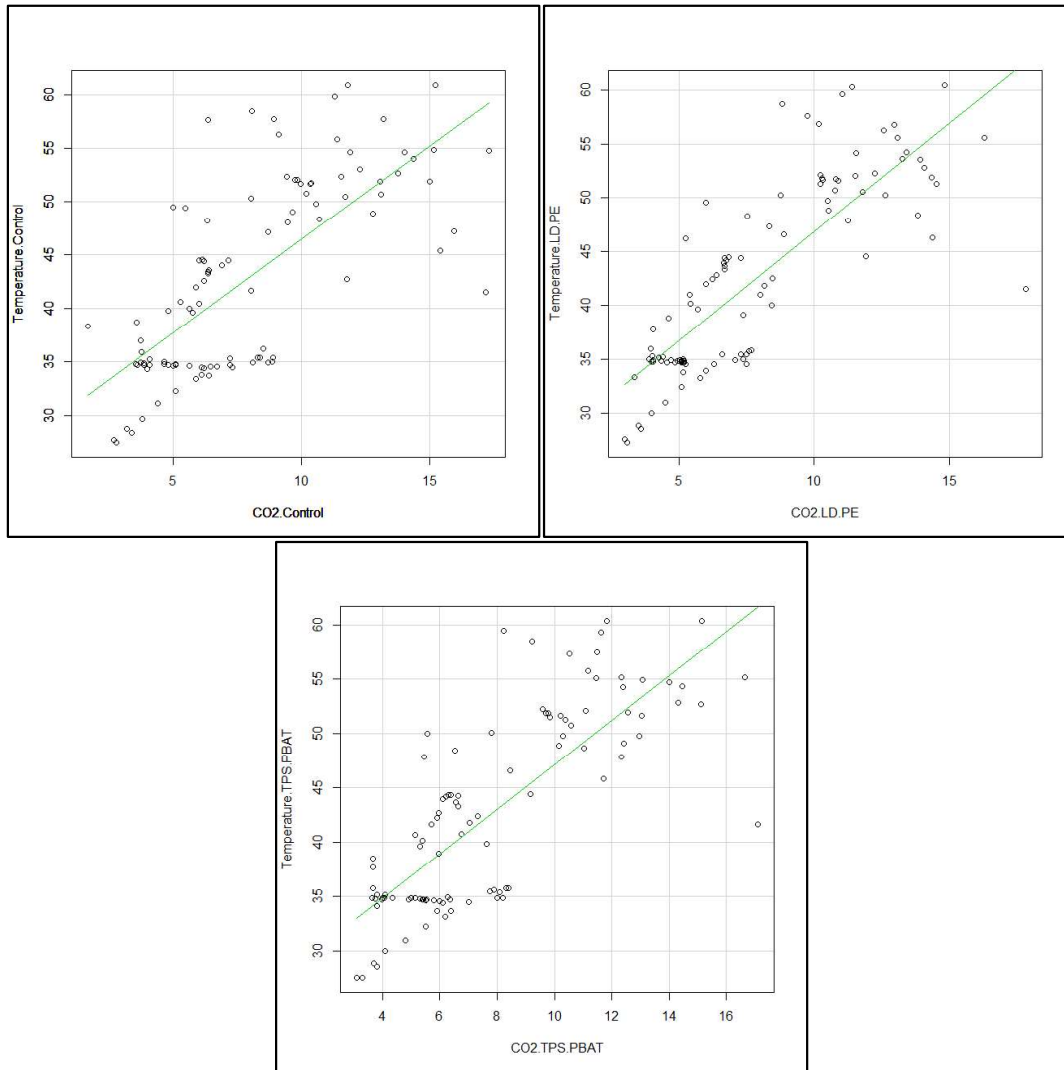 Temperature.Control
60
55
50
45
40
35
30
5 10 15
CO2.Control
Temperature.LD.PE
60
55
50
45
40
35
30
5 10 15
CO2.LD.PE
Temperature.TPS.PBAT
60
55
50
45
40
35
30
4 6 8 10 12 14 16
CO2.TPS.PBAT